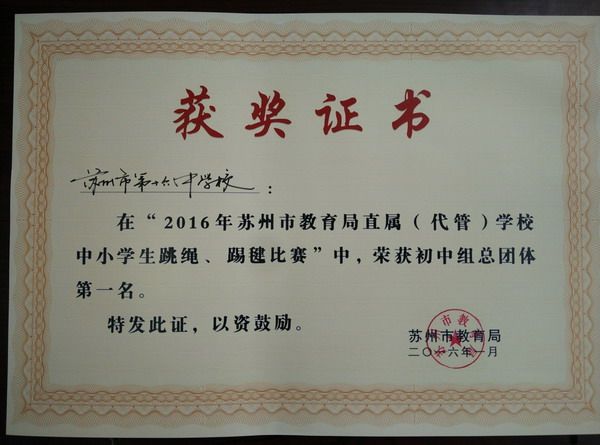 获奖证书
苏州市第十六中学校：
在“2016年苏州市教育局直属（代管）学校
中小学生跳绳、踢毽比赛”中，荣获初中组总团体
第一名。
特发此证，以资鼓励。
苏州市教育局
二〇一六年一月